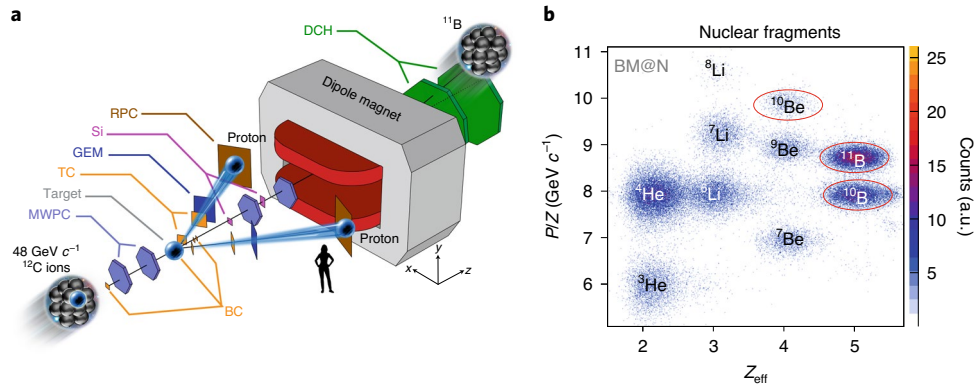 a
DCH
¹¹B
Dipole magnet
RPC
Proton
Si
GEM
TC
Target
MWPC
48 GeV c⁻¹
¹²C ions
BC
Proton
x
y
z
b
Nuclear fragments
BM@N
P/Z (GeV c⁻¹)
11
10
9
8
7
6
⁸Li
¹⁰Be
⁷Li
⁹Be
¹¹B
⁴He
⁶Li
¹⁰B
⁷Be
³He
2
3
4
5
Z_eff
25
20
15
10
5
Counts (a.u.)